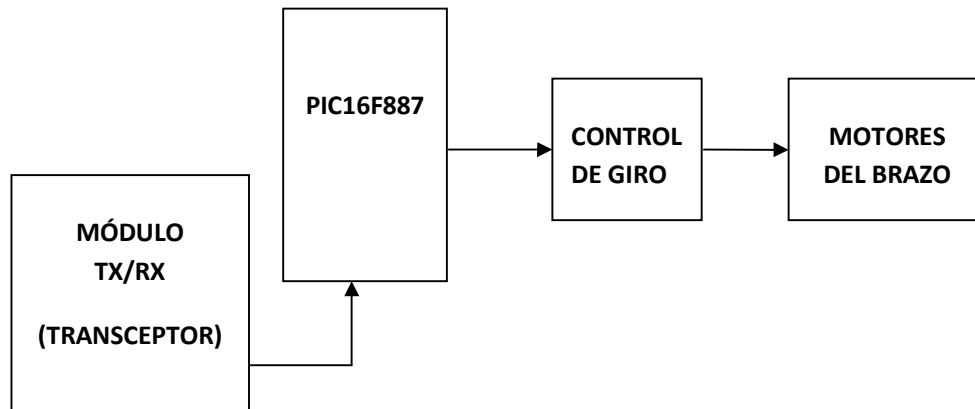 PIC16F887
CONTROL
DE GIRO
MOTORES
DEL BRAZO
MÓDULO
TX/RX
(TRANSCEPTOR)